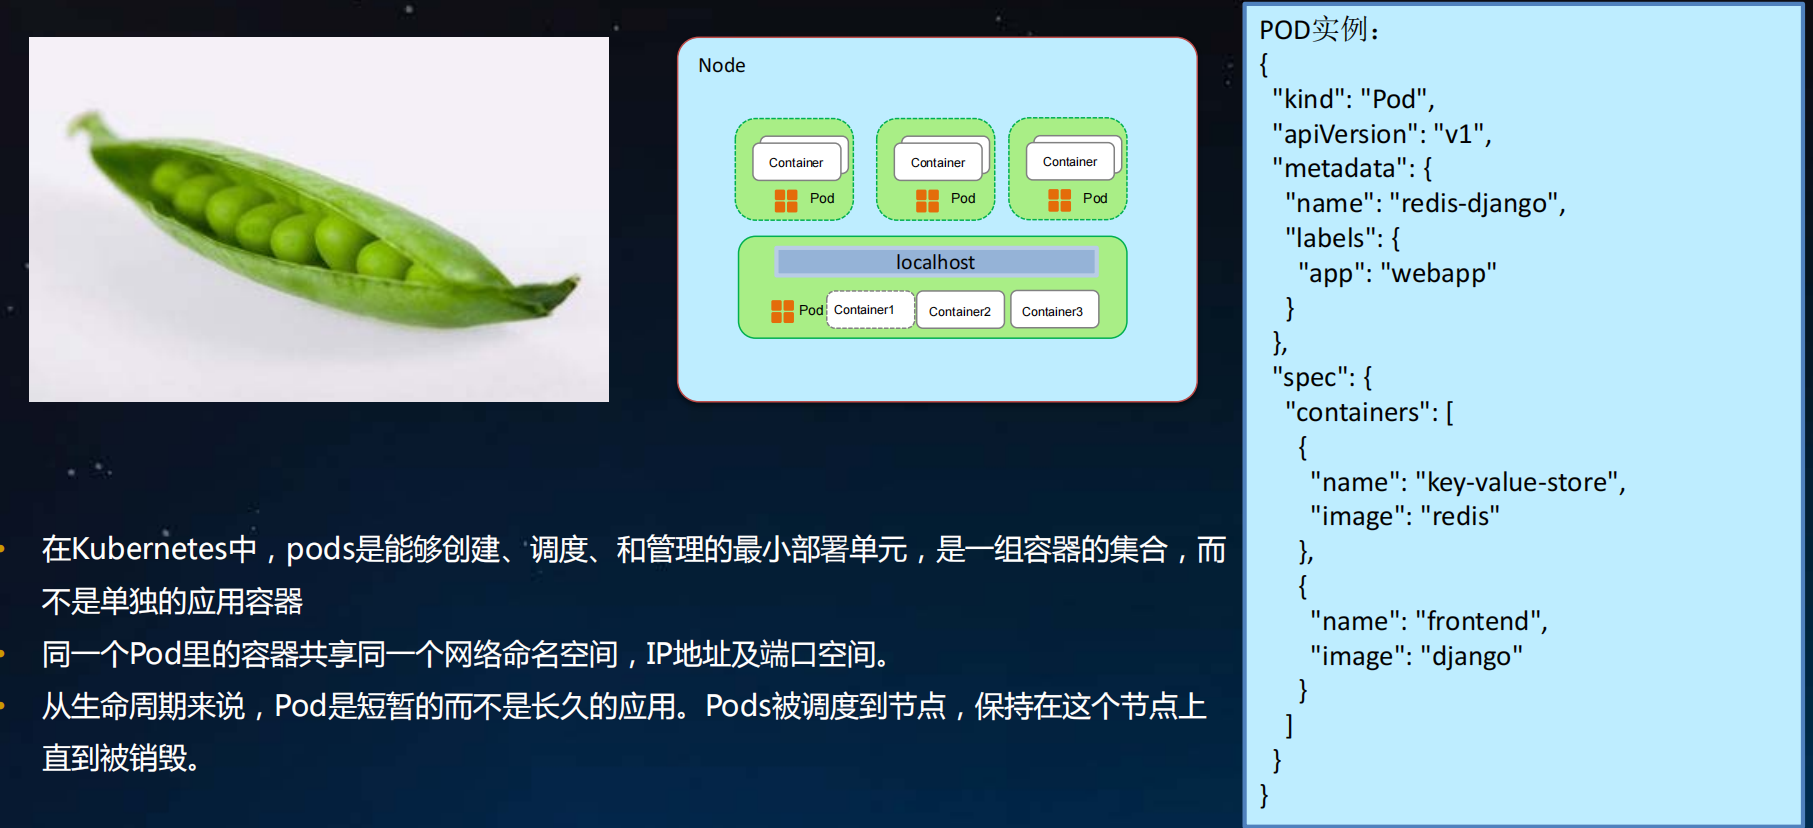 Node
Container
Pod
Container
Pod
Container
Pod
localhost
Pod
Container1
Container2
Container3
在Kubernetes中，pods是能够创建、调度、和管理的最小部署单元，是一组容器的集合，而
不是单独的应用容器
同一个Pod里的容器共享同一个网络命名空间，IP地址及端口空间。
从生命周期来说，Pod是短暂的而不是长久的应用。Pods被调度到节点，保持在这个节点上
直到被销毁。
POD实例：
{
"kind": "Pod",
"apiVersion": "v1",
"metadata": {
"name": "redis-django",
"labels": {
"app": "webapp"
}
},
"spec": {
"containers": [
{
"name": "key-value-store",
"image": "redis"
},
{
"name": "frontend",
"image": "django"
}
]
}
}